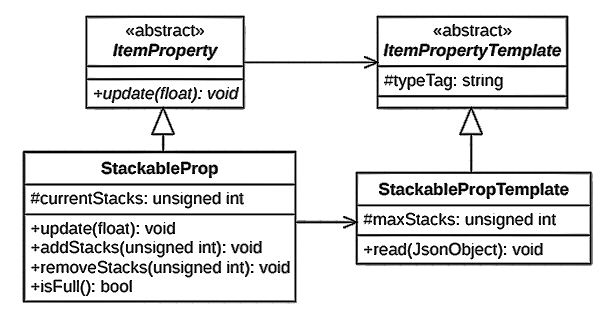 «abstract»
ItemProperty
+update(float): void
«abstract»
ItemPropertyTemplate
#typeTag: string
StackableProp
#currentStacks: unsigned int
+update(float): void
+addStacks(unsigned int): void
+removeStacks(unsigned int): void
+isFull(): bool
StackablePropTemplate
#maxStacks: unsigned int
+read(JsonObject): void